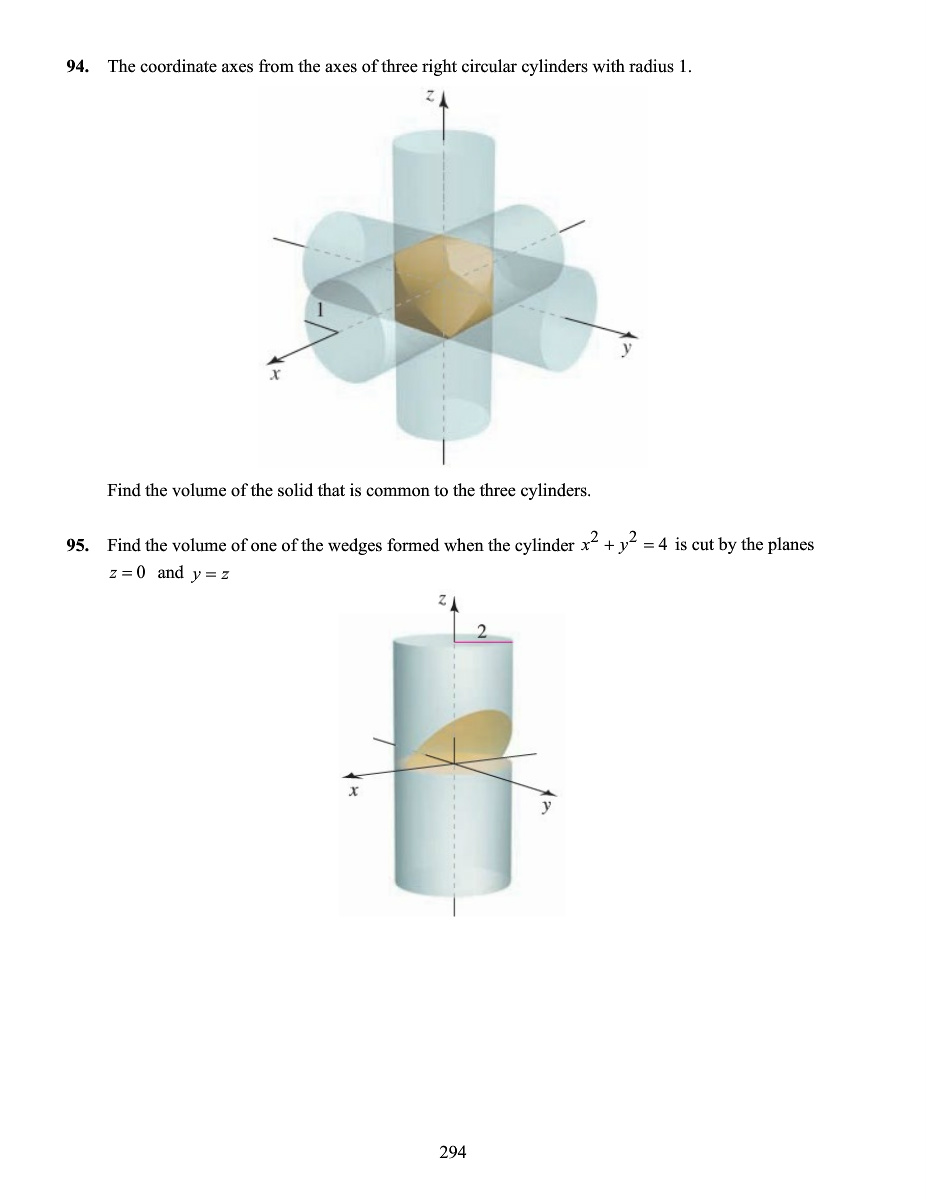 94. The coordinate axes from the axes of three right circular cylinders with radius 1.
z
1
x
y
Find the volume of the solid that is common to the three cylinders.
95. Find the volume of one of the wedges formed when the cylinder x² + y² = 4 is cut by the planes
z = 0 and y = z
z
2
x
y
294